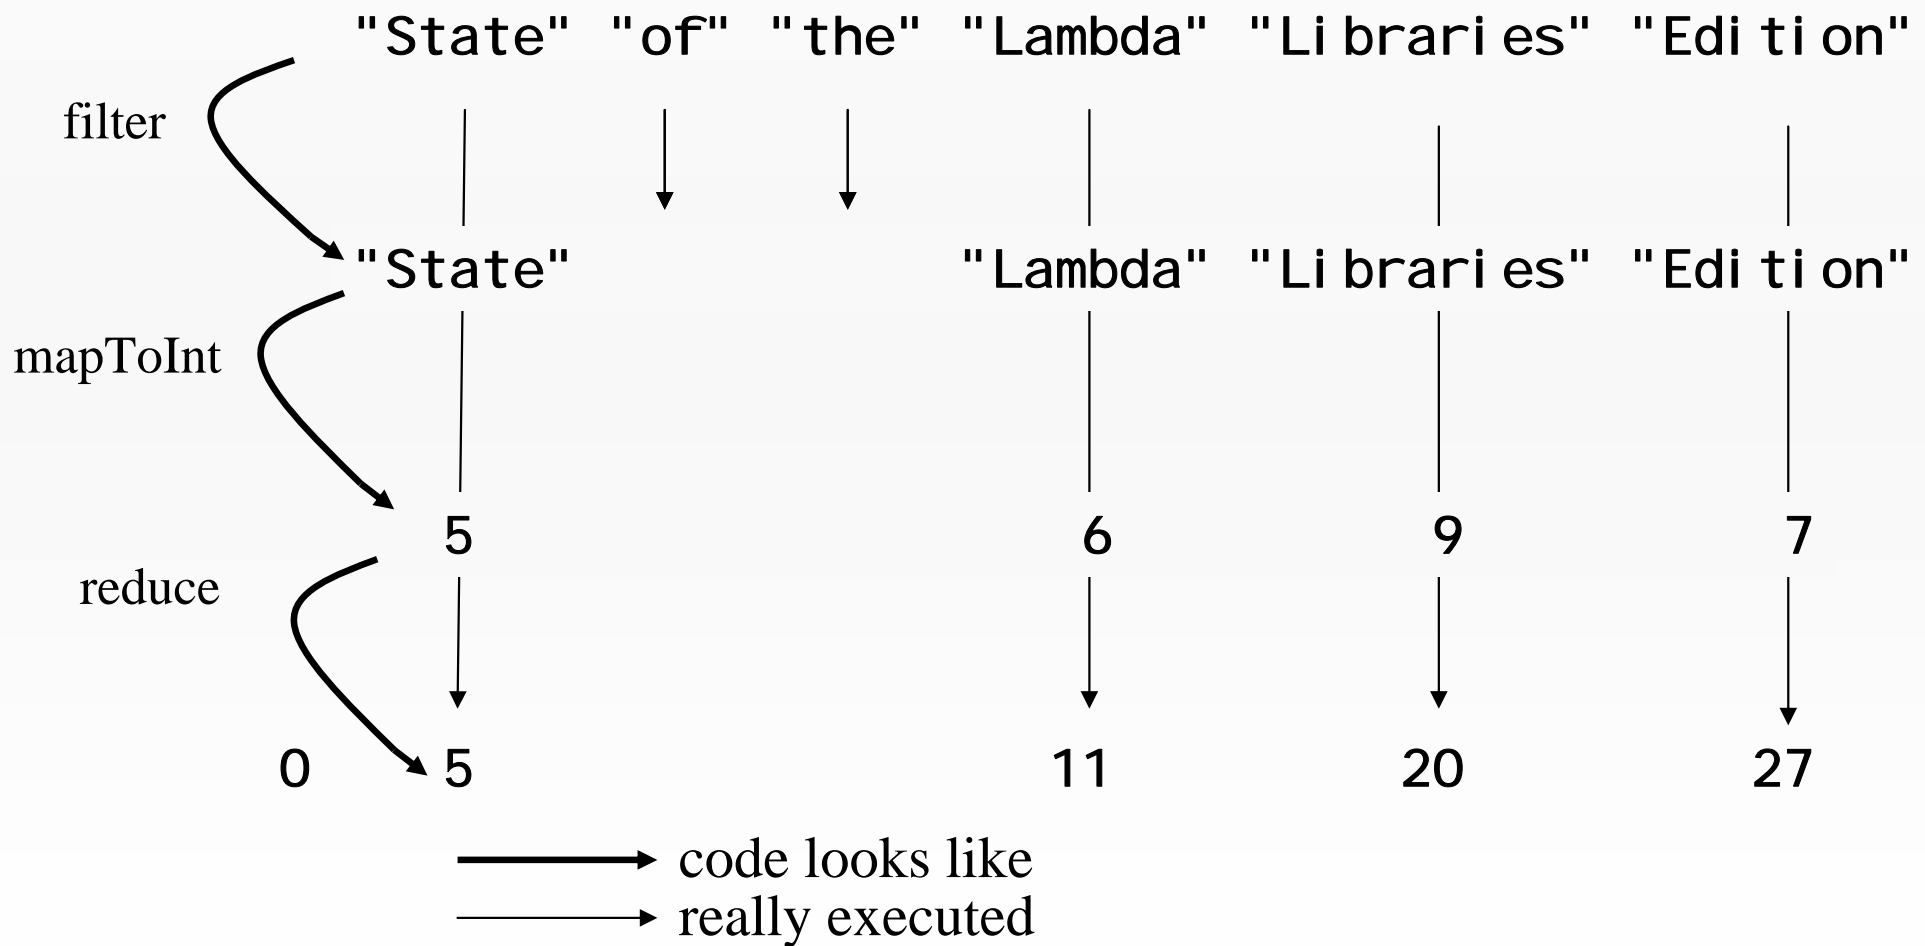 "State" "of" "the" "Lambda" "Libraries" "Edition"
filter
"State" "Lambda" "Libraries" "Edition"
mapToInt
5 6 9 7
reduce
0 5 11 20 27
code looks like
really executed